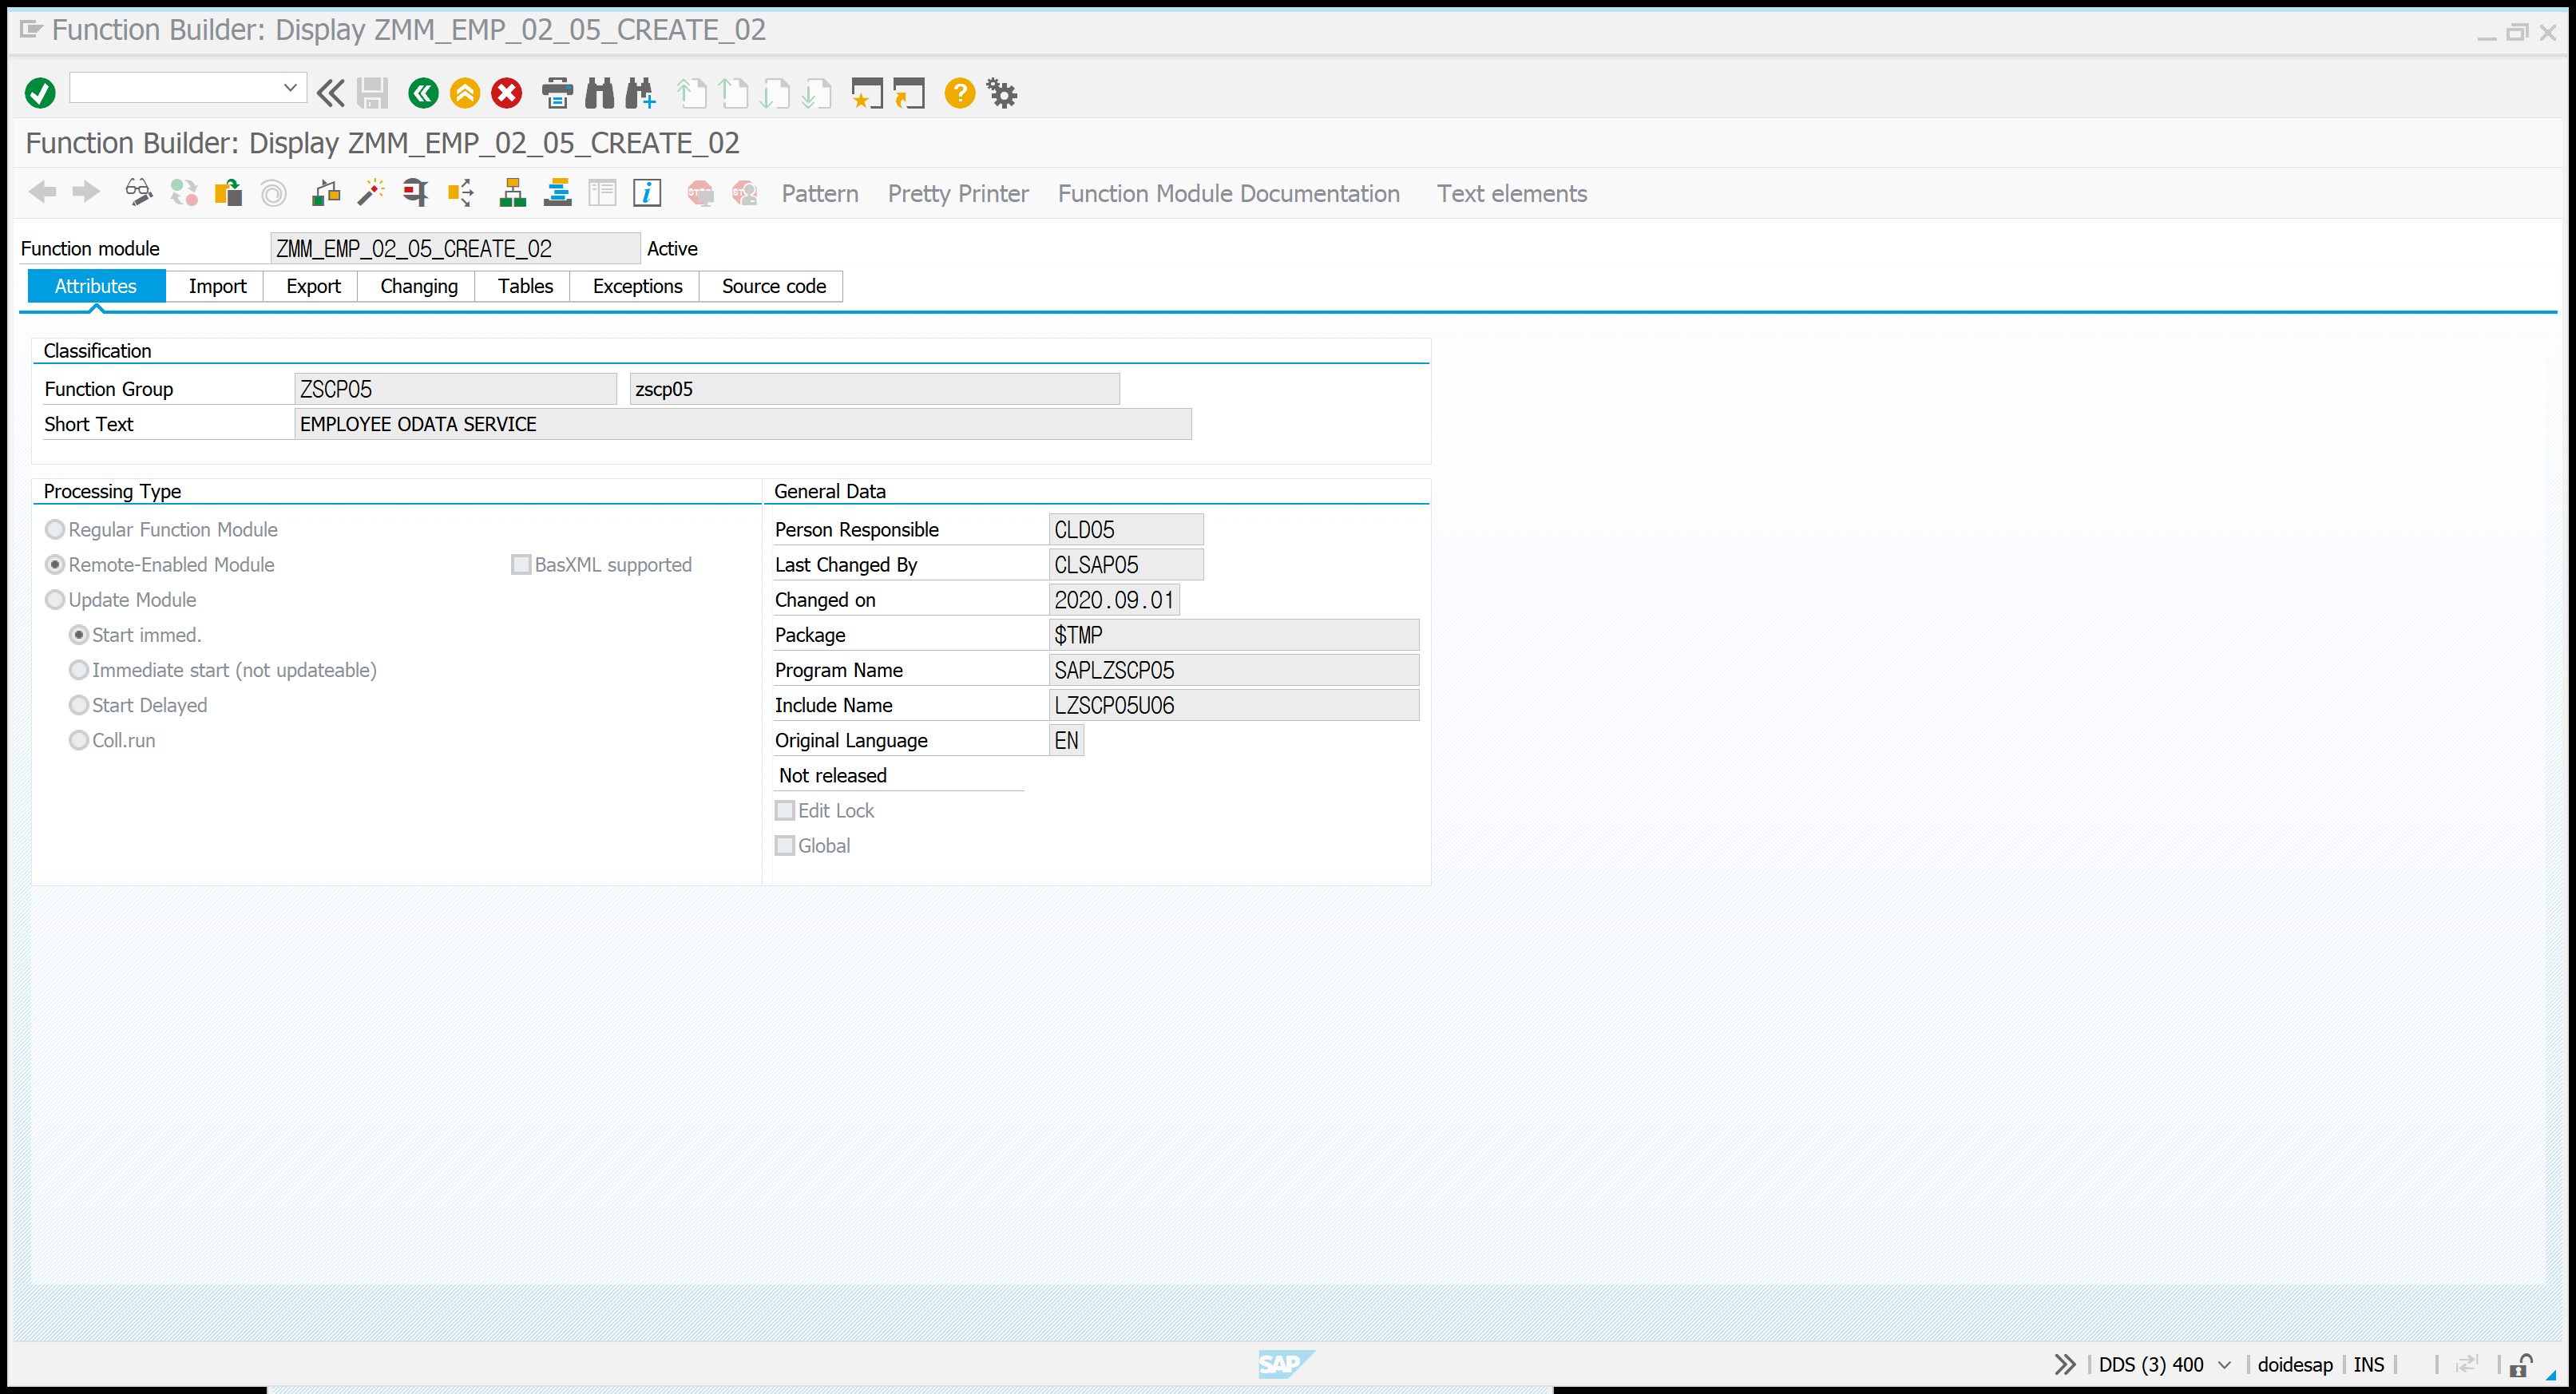 Function Builder: Display ZMM_EMP_02_05_CREATE_02
Function Builder: Display ZMM_EMP_02_05_CREATE_02
Pattern Pretty Printer Function Module Documentation Text elements
Function module ZMM_EMP_02_05_CREATE_02 Active
Attributes Import Export Changing Tables Exceptions Source code
Classification
Function Group ZSCP05 zscp05
Short Text EMPLOYEE ODATA SERVICE
Processing Type
Regular Function Module
Remote-Enabled Module BasXML supported
Update Module
Start immed.
Immediate start (not updateable)
Start Delayed
Coll.run
General Data
Person Responsible CLD05
Last Changed By CLSAP05
Changed on 2020.09.01
Package $TMP
Program Name SAPLZSCP05
Include Name LZSCP05U06
Original Language EN
Not released
Edit Lock
Global
SAP
DDS (3) 400 doidesap INS